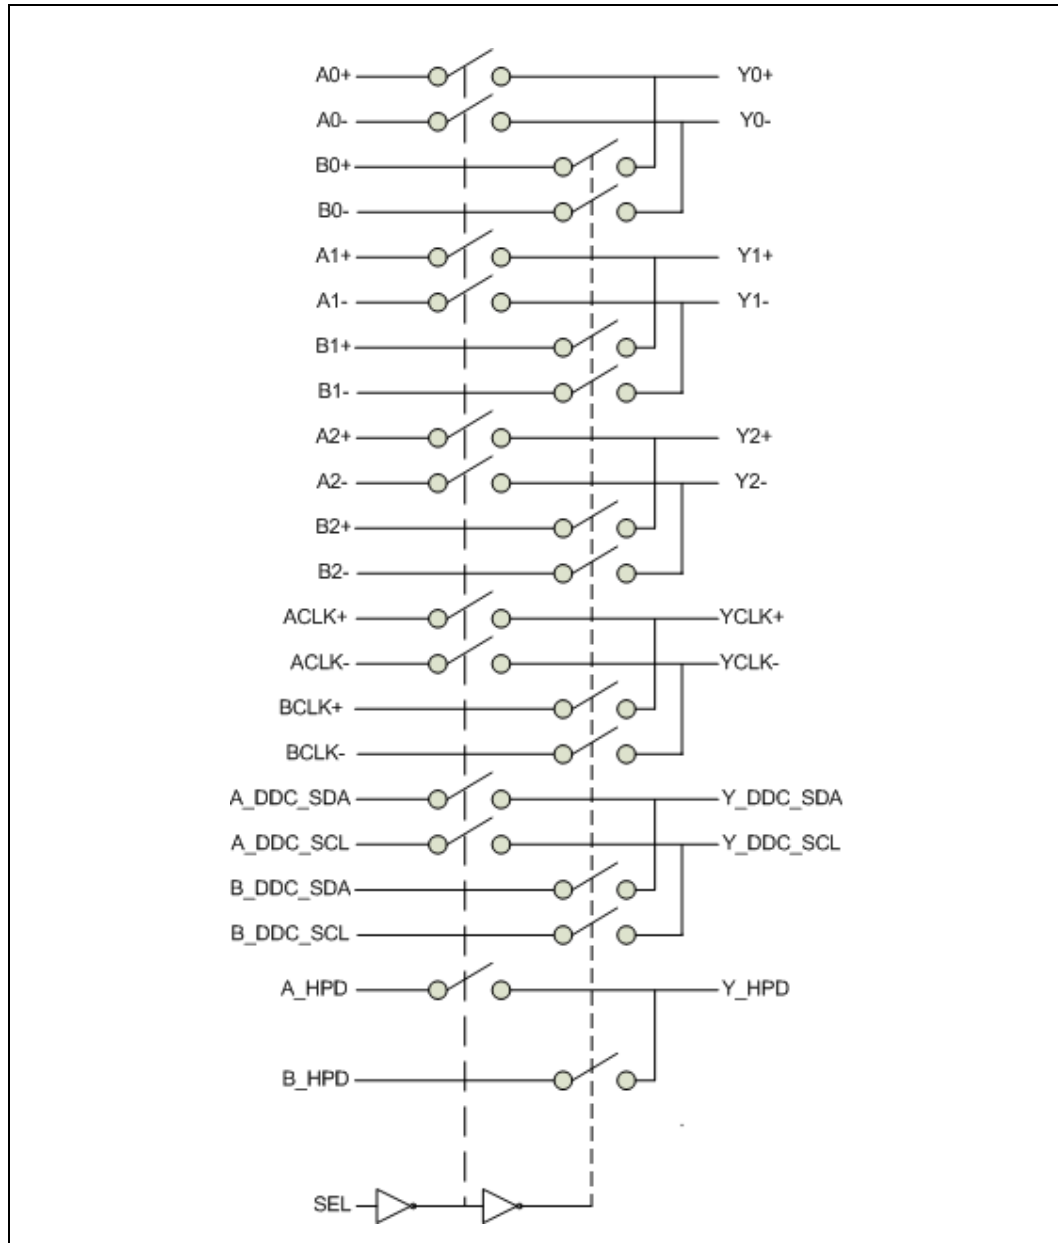 A0+ Y0+
A0- Y0-
B0+
B0-
A1+ Y1+
A1- Y1-
B1+
B1-
A2+ Y2+
A2- Y2-
B2+
B2-
ACLK+ YCLK+
ACLK- YCLK-
BCLK+
BCLK-
A_DDC_SDA Y_DDC_SDA
A_DDC_SCL Y_DDC_SCL
B_DDC_SDA
B_DDC_SCL
A_HPD Y_HPD
B_HPD
SEL